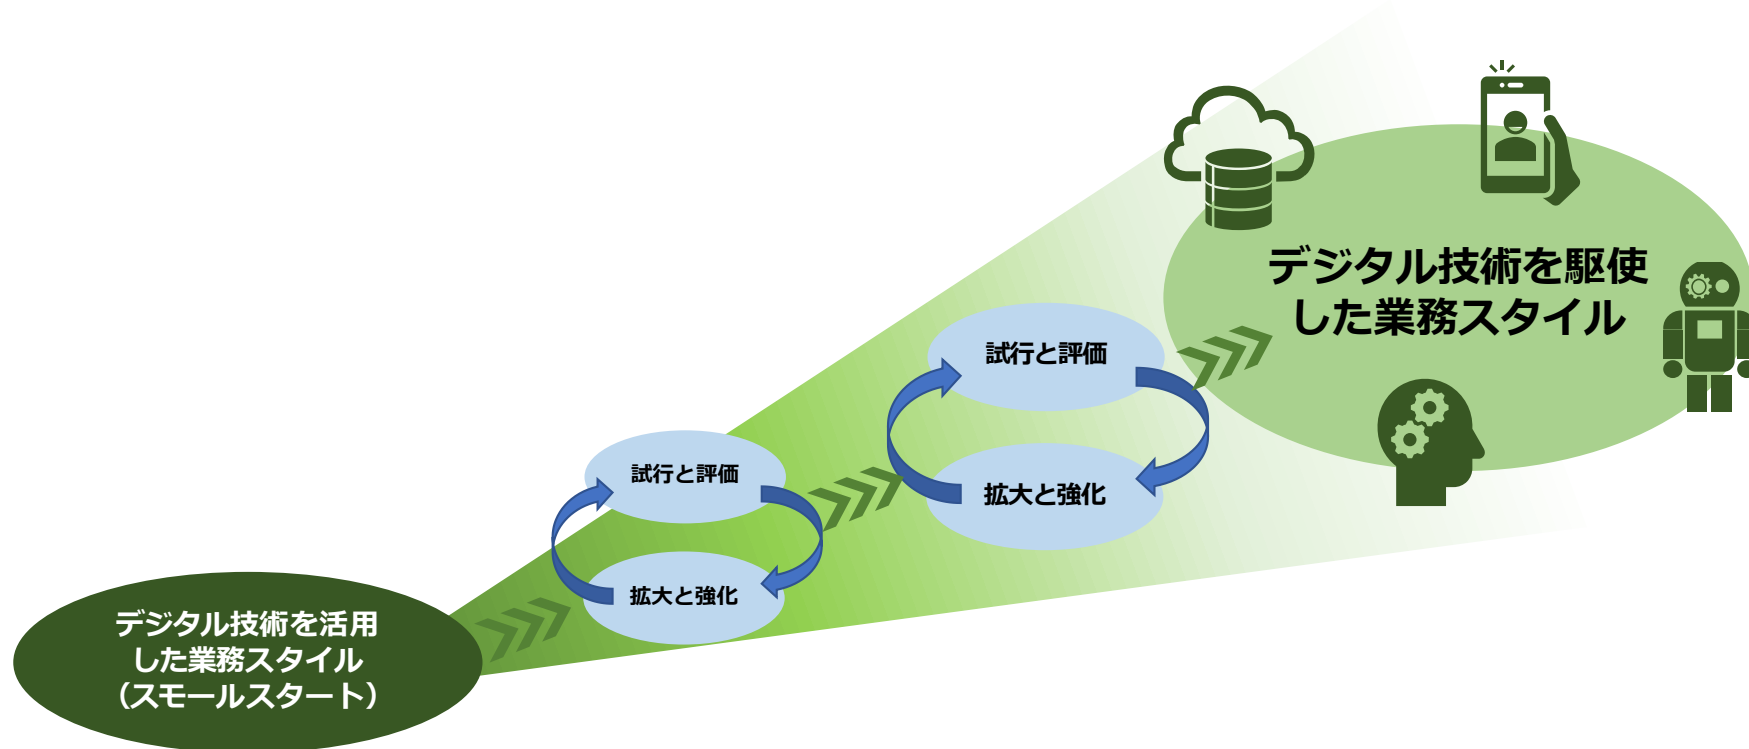 デジタル技術を活用
した業務スタイル
（スモールスタート）
試行と評価
拡大と強化
試行と評価
拡大と強化
デジタル技術を駆使
した業務スタイル